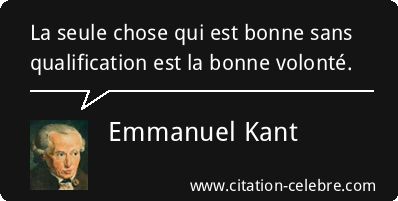 La seule chose qui est bonne sans
qualification est la bonne volonté.
Emmanuel Kant
www.citation-celebre.com